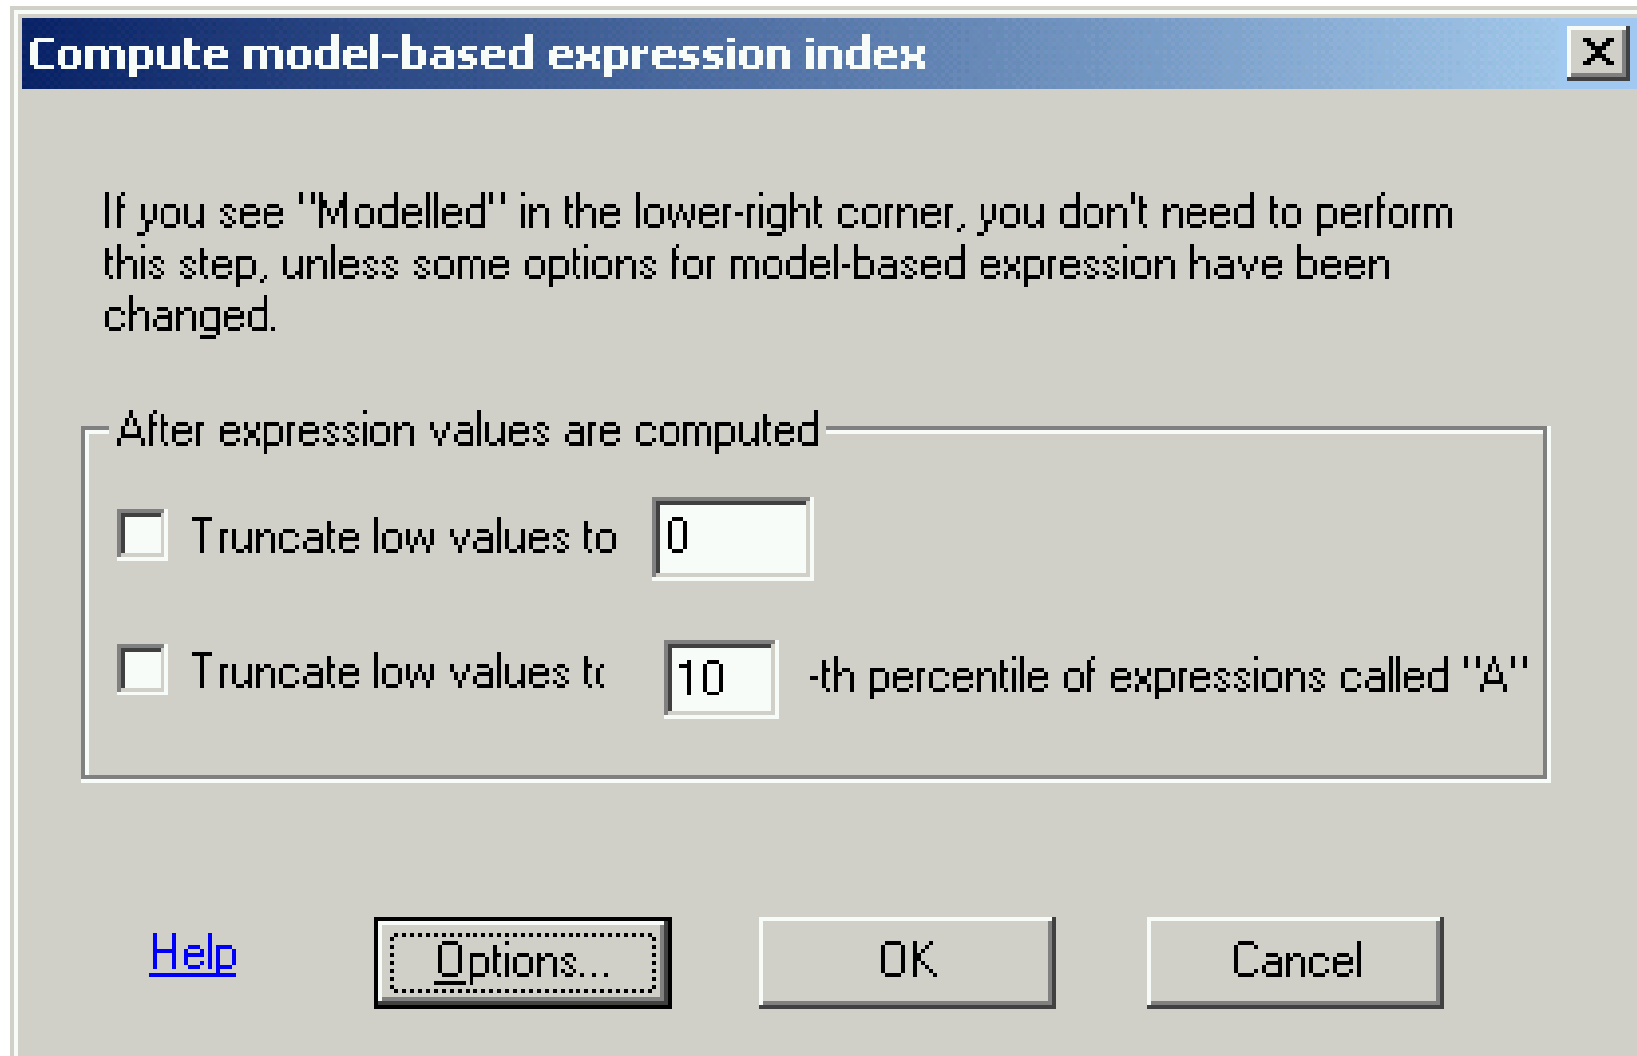 Compute model-based expression index
If you see "Modelled" in the lower-right corner, you don't need to perform
this step, unless some options for model-based expression have been
changed.
After expression values are computed
Truncate low values to 0
Truncate low values to 10 -th percentile of expressions called "A"
Help Options... OK Cancel